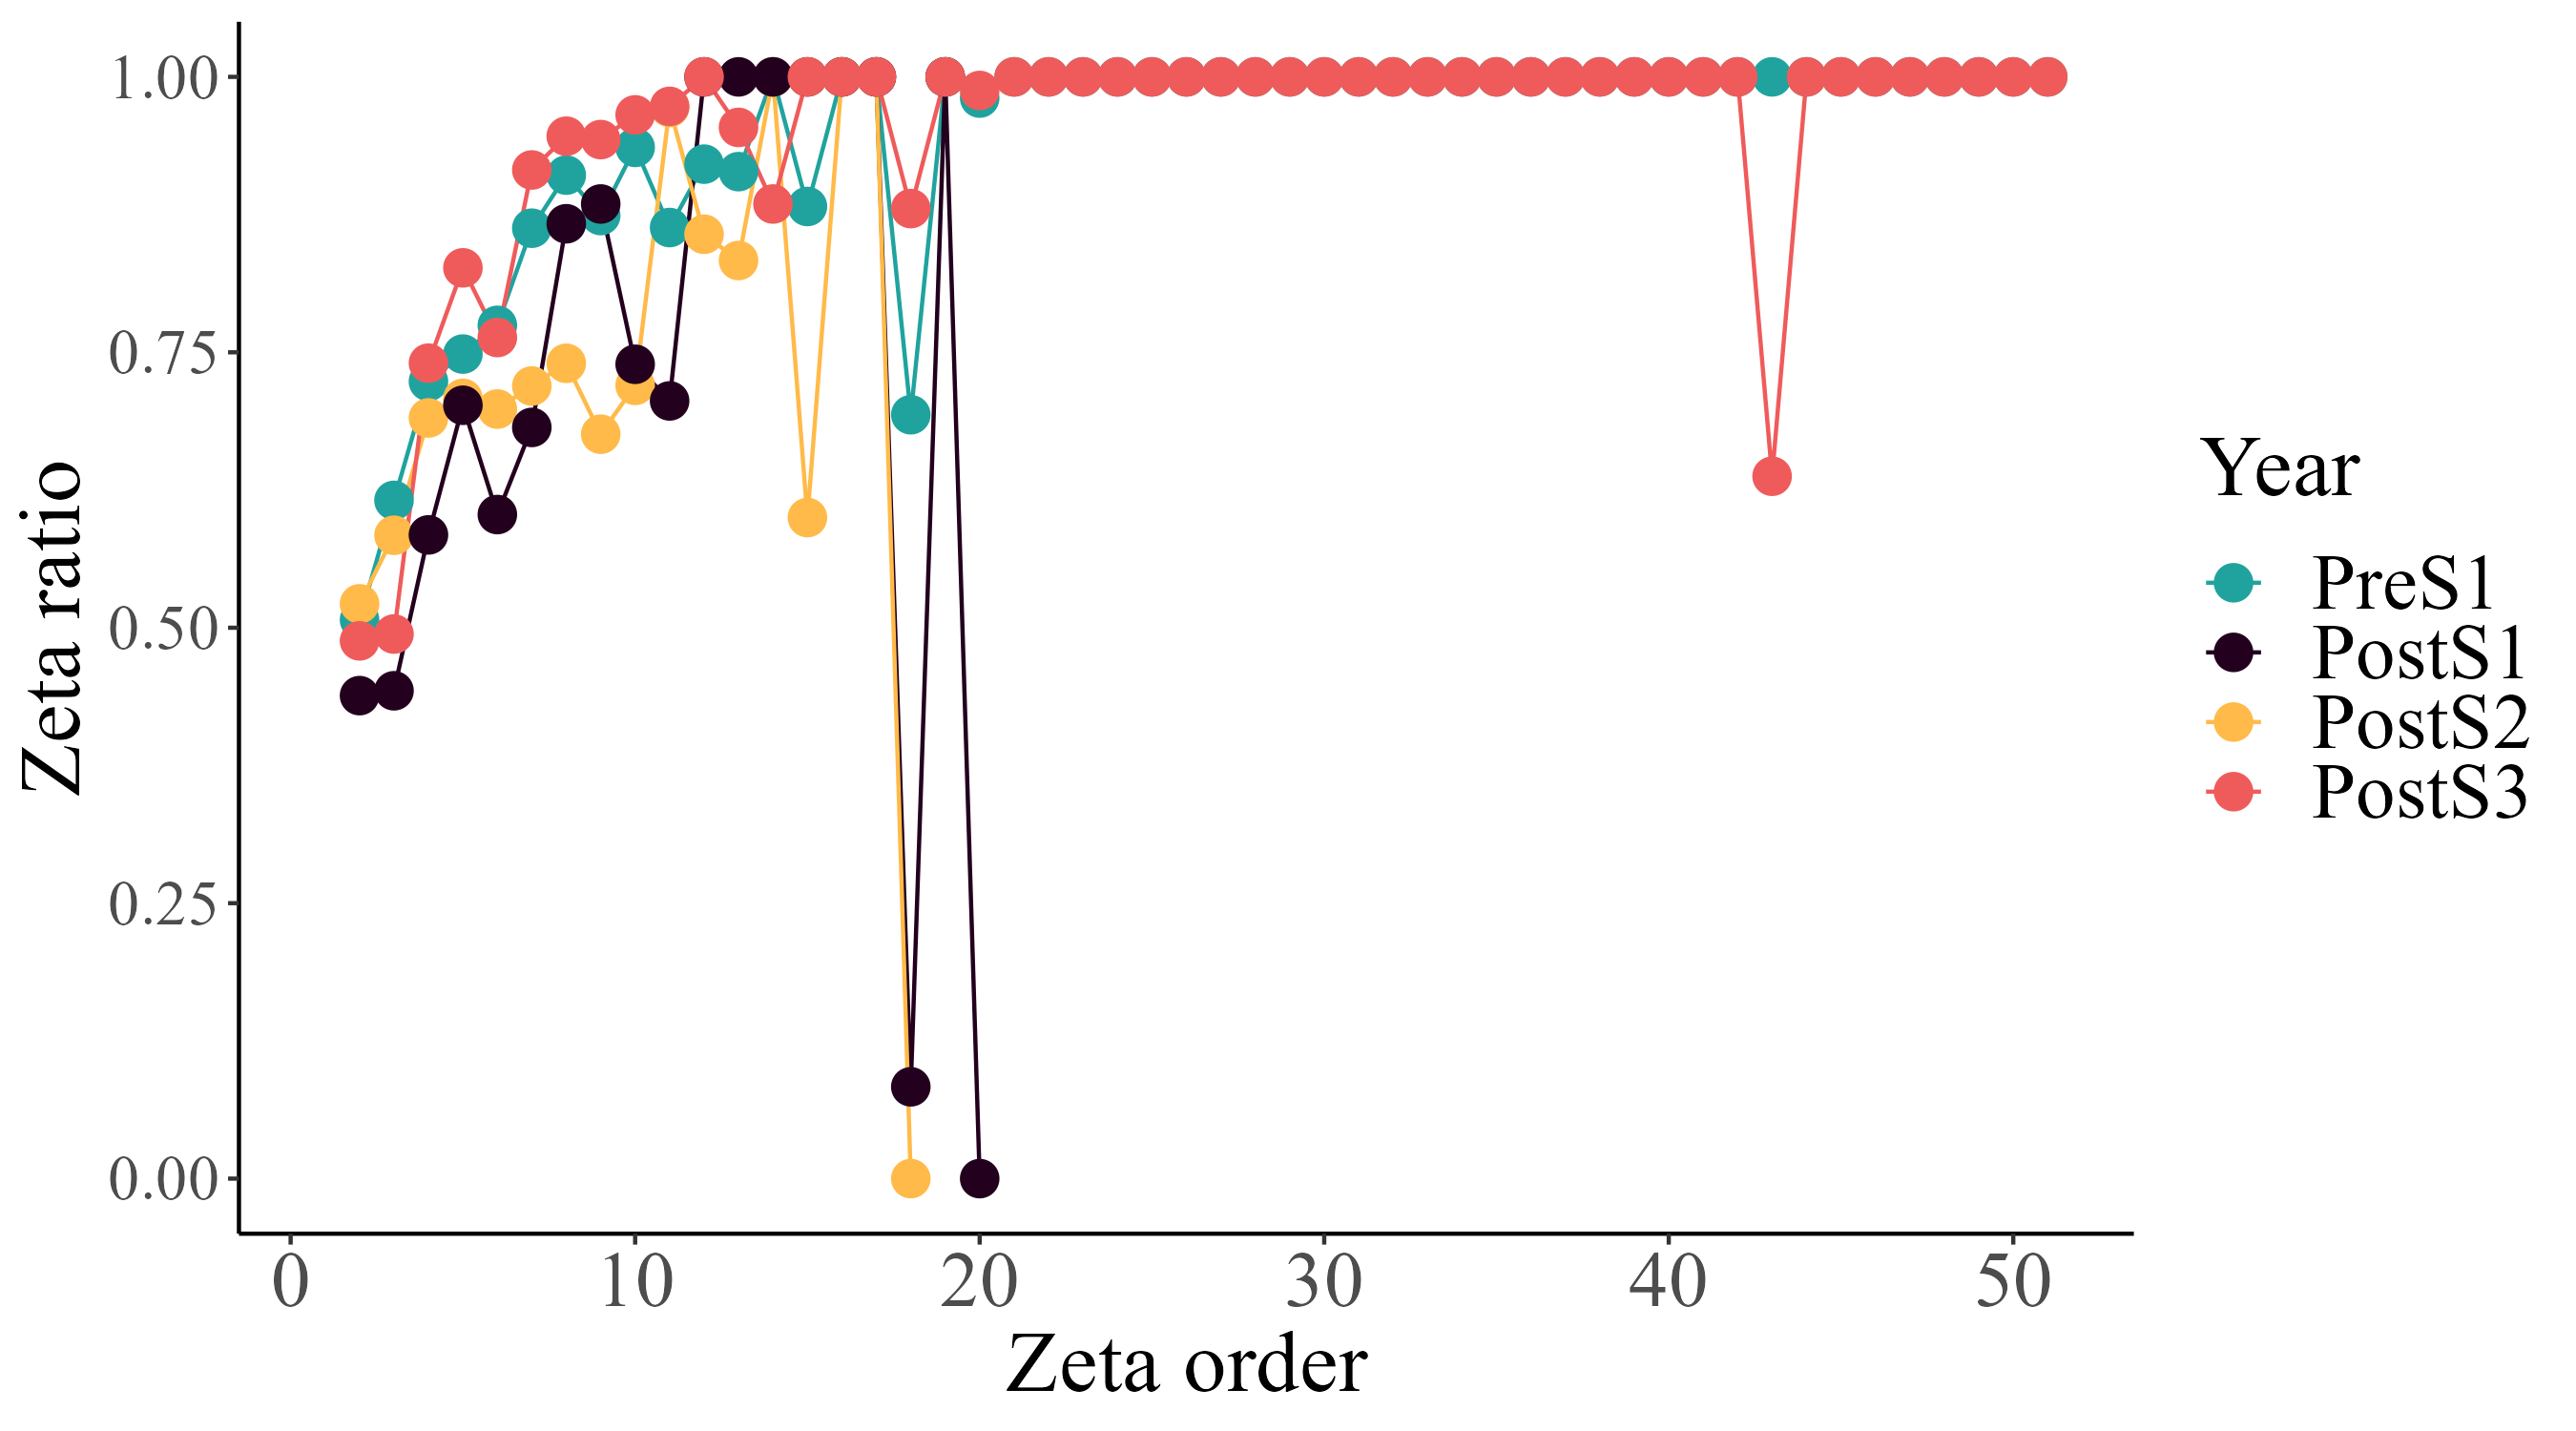 1.00
0.75
0.50
0.25
0.00
Zeta ratio
0 10 20 30 40 50
Zeta order
Year
PreS1
PostS1
PostS2
PostS3